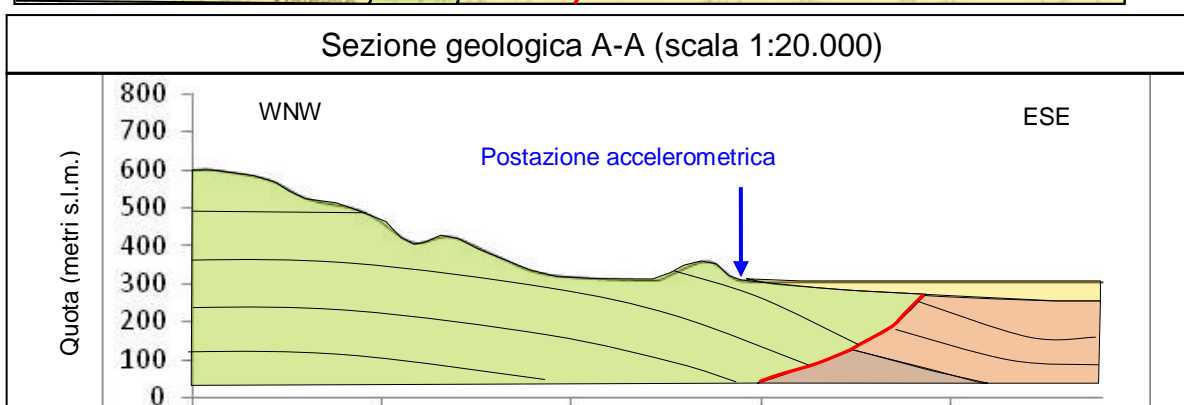 Sezione geologica A-A (scala 1:20.000)
800
WNW
ESE
700
Postazione accelerometrica
600
500
400
300
200
100
0
Quota (metri s.l.m.)